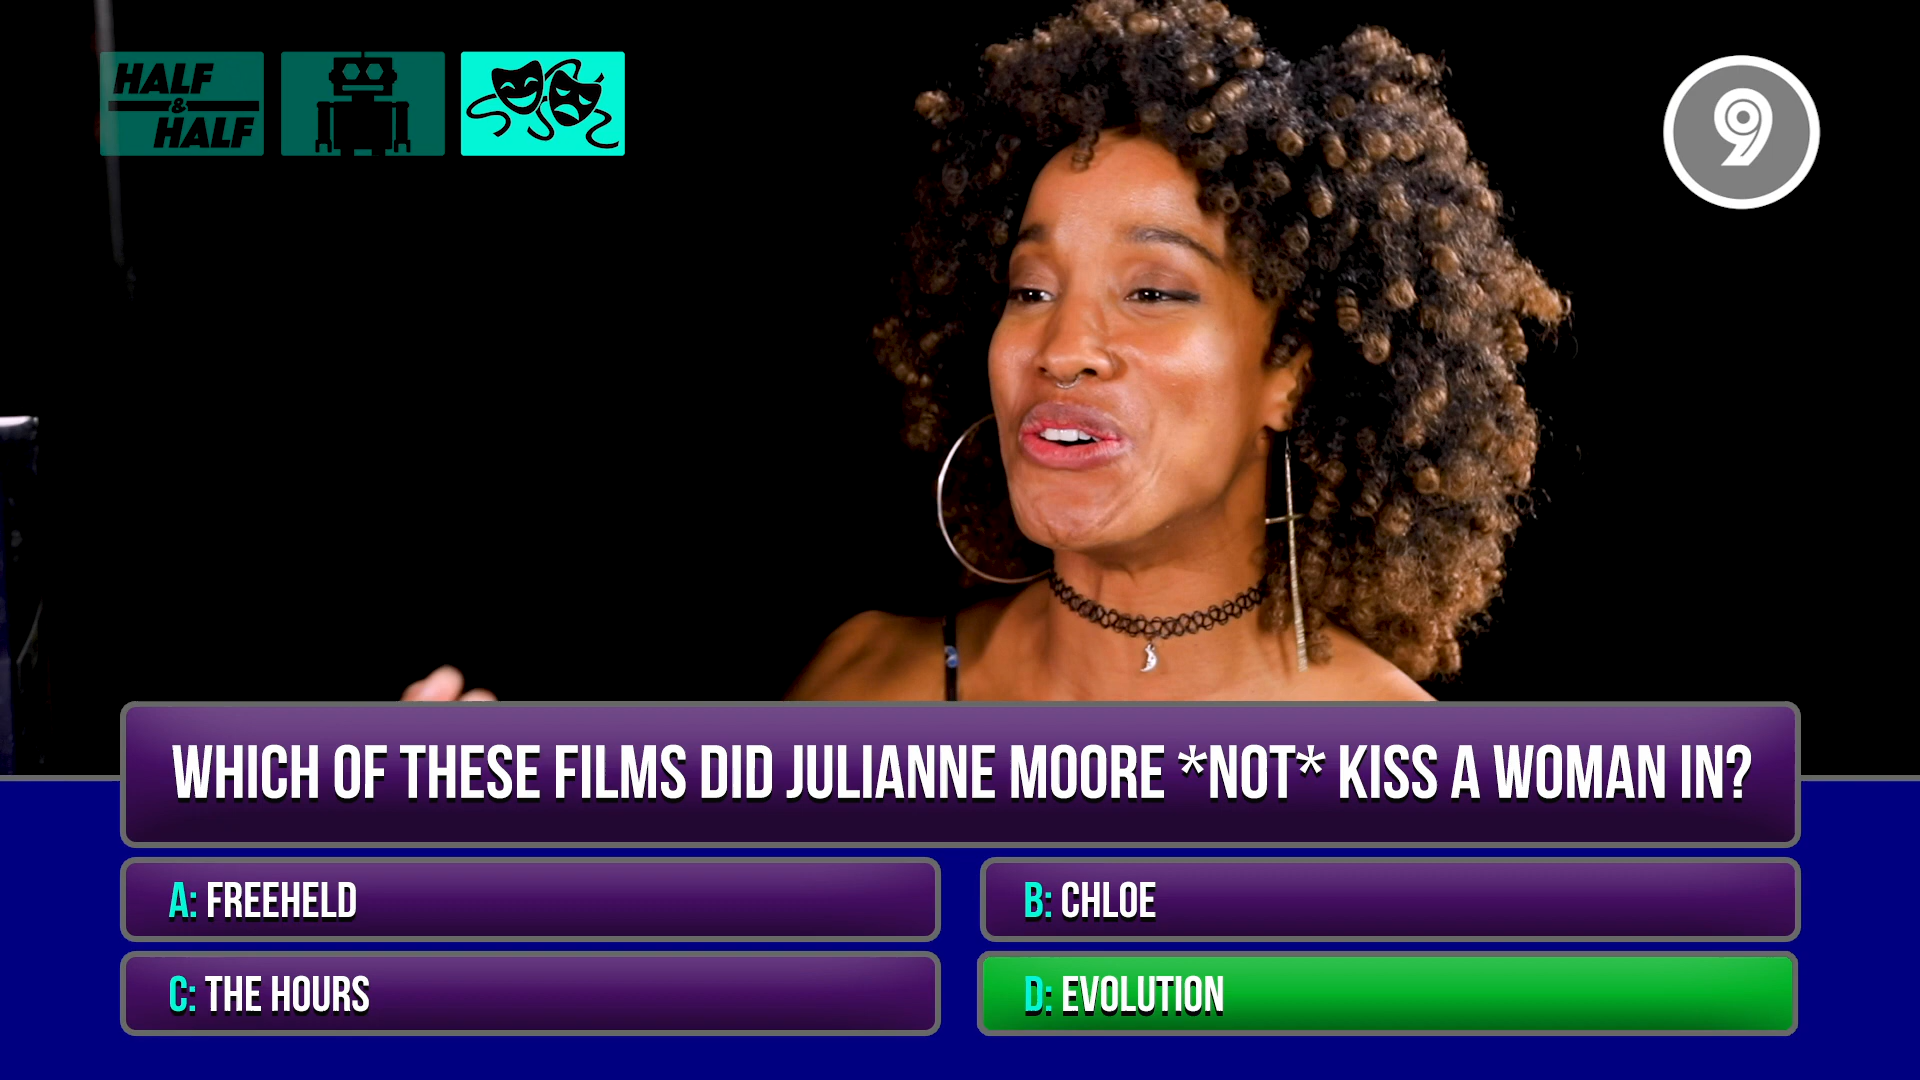 HALF
&
HALF
9
WHICH OF THESE FILMS DID JULIANNE MOORE *NOT* KISS A WOMAN IN?
A: FREEHELD
B: CHLOE
C: THE HOURS
D: EVOLUTION